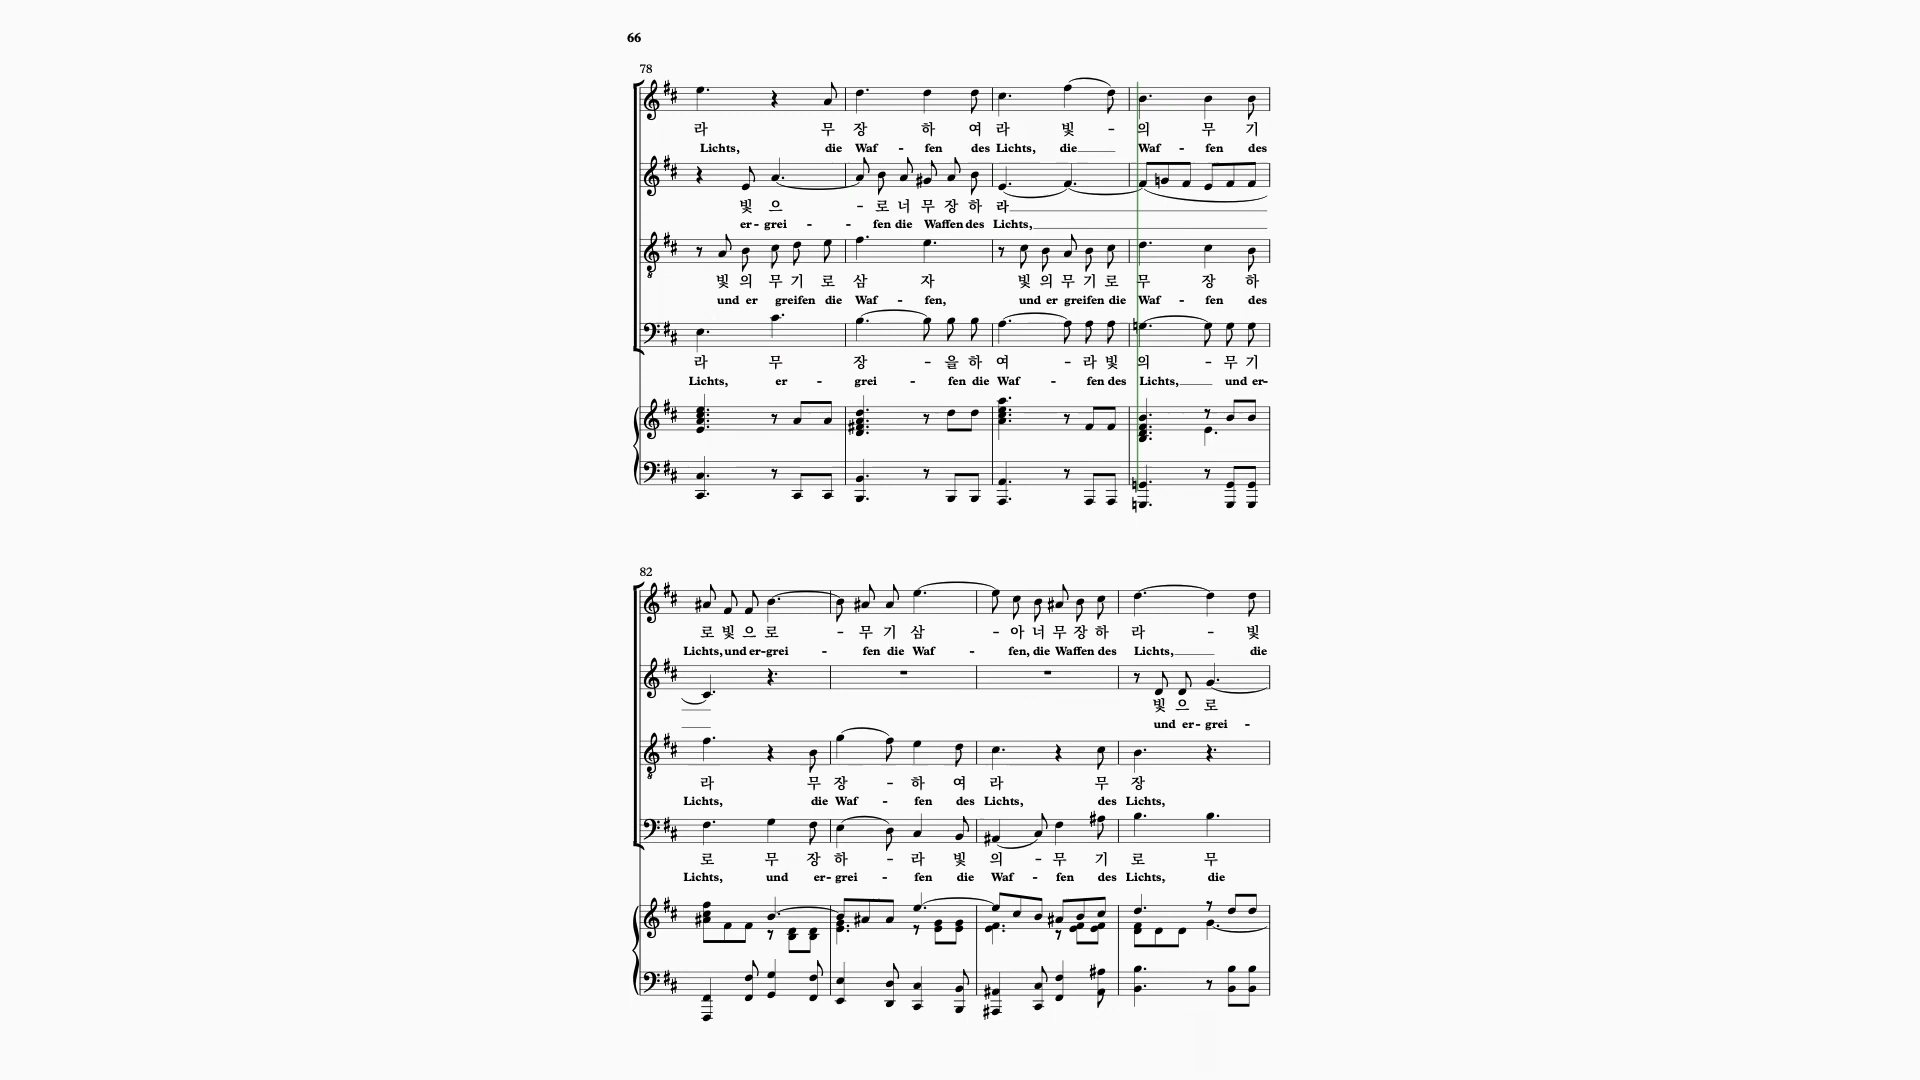 66
78
라 무 장 하 여 라 빛 - 의 무 기
Lichts, die Waf - fen des Lichts, die Waf - fen des
빛 으 - 로 너 무 장 하 라
er- grei - - fen die Waffen des Lichts,
빛 의 무 기 로 삼 자 빛 의 무 기 로 무 장 하
und er greifen die Waf - fen, und er greifen die Waf - fen des
라 무 장 - 을 하 여 - 라 빛 의 - 무 기
Lichts, er - grei - fen die Waf - fen des Lichts, und er-
82
로 빛 으 로 - 무 기 삼 - 아 너 무 장 하 라 - 빛
Lichts, und er-grei - fen die Waf - fen, die Waffen des Lichts, die
빛 으 로
und er- grei -
라 무 장 - 하 여 라 무 장
Lichts, die Waf - fen des Lichts, des Lichts,
로 무 장 하 - 라 빛 의 - 무 기 로 무
Lichts, und er- grei - fen die Waf - fen des Lichts, die